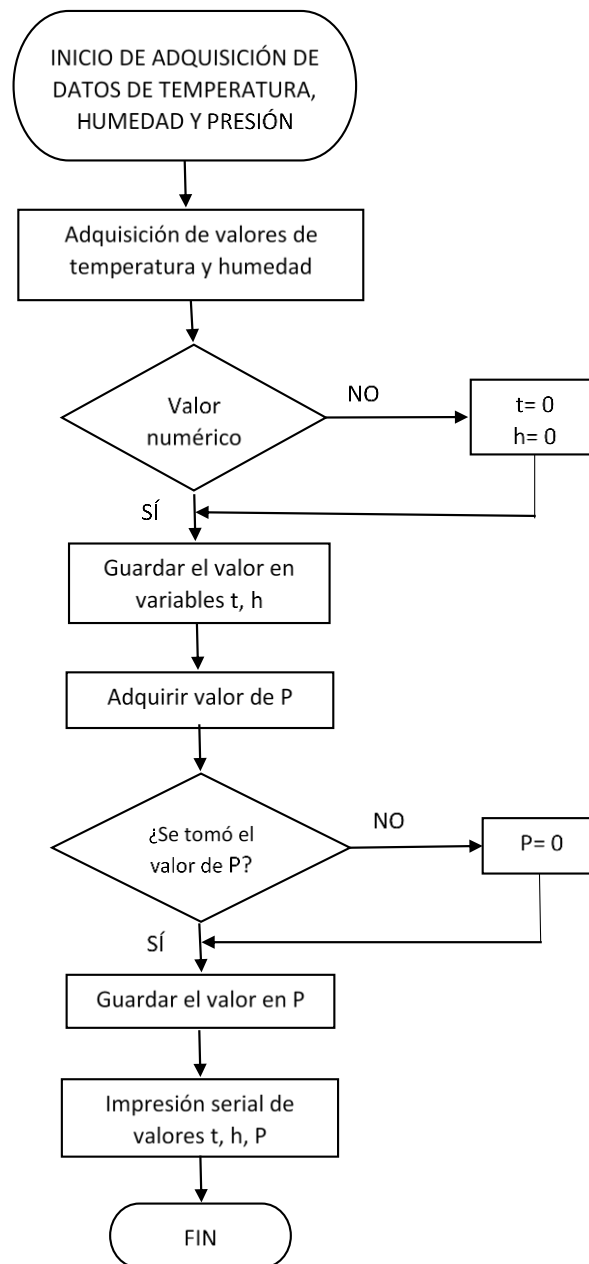 INICIO DE ADQUISICIÓN DE
DATOS DE TEMPERATURA,
HUMEDAD Y PRESIÓN
Adquisición de valores de
temperatura y humedad
Valor
numérico
NO
t= 0
h= 0
SÍ
Guardar el valor en
variables t, h
Adquirir valor de P
¿Se tomó el
valor de P?
NO
P= 0
SÍ
Guardar el valor en P
Impresión serial de
valores t, h, P
FIN